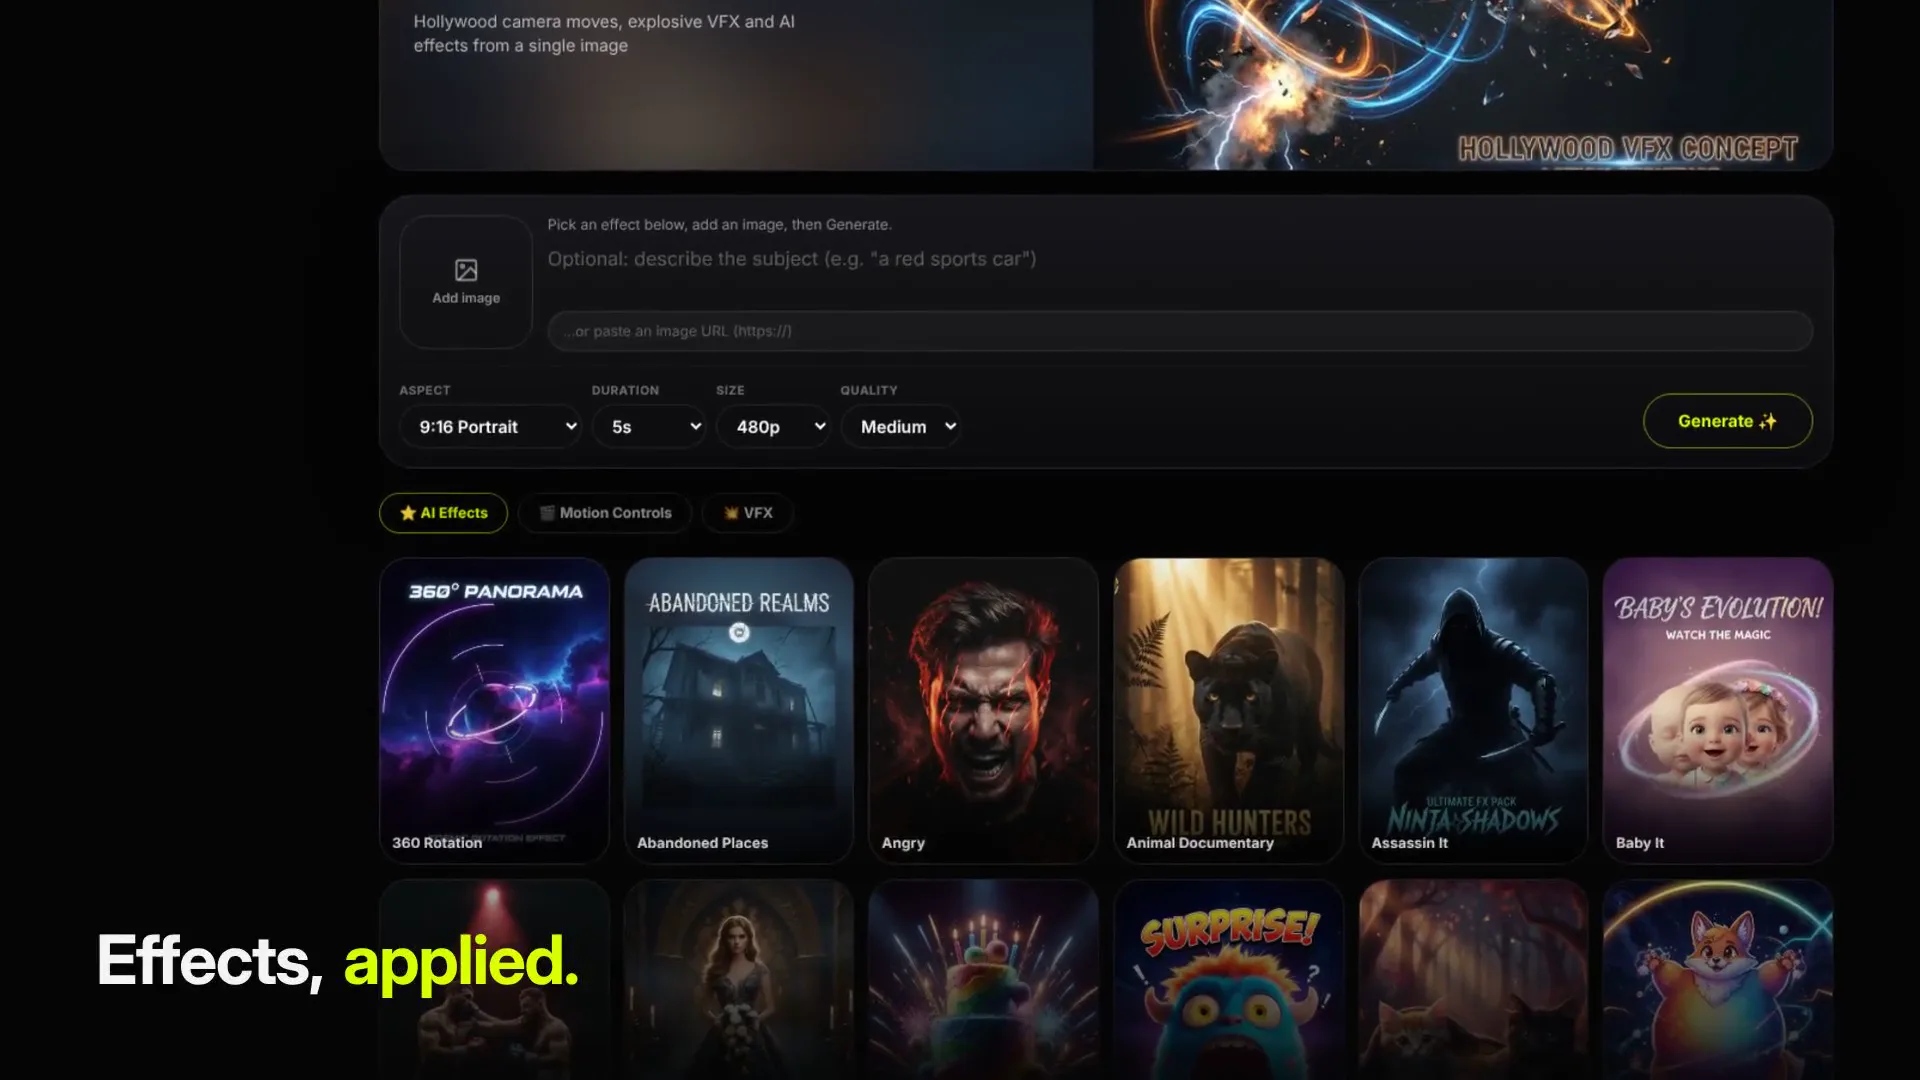 Hollywood camera moves, explosive VFX and AI
effects from a single image
HOLLYWOOD VFX CONCEPT
Pick an effect below, add an image, then Generate.
Optional: describe the subject (e.g. "a red sports car")
Add image
...or paste an image URL (https://)
ASPECT
DURATION
SIZE
QUALITY
9:16 Portrait
5s
480p
Medium
Generate ✨
⭐ AI Effects
🎬 Motion Controls
💥 VFX
360° PANORAMA
360 Rotation
ROTATION EFFECT
ABANDONED REALMS
Abandoned Places
Angry
WILD HUNTERS
Animal Documentary
ULTIMATE FX PACK
NINJA SHADOWS
Assassin It
BABY'S EVOLUTION!
WATCH THE MAGIC
Baby It
SURPRISE!
Effects, applied.